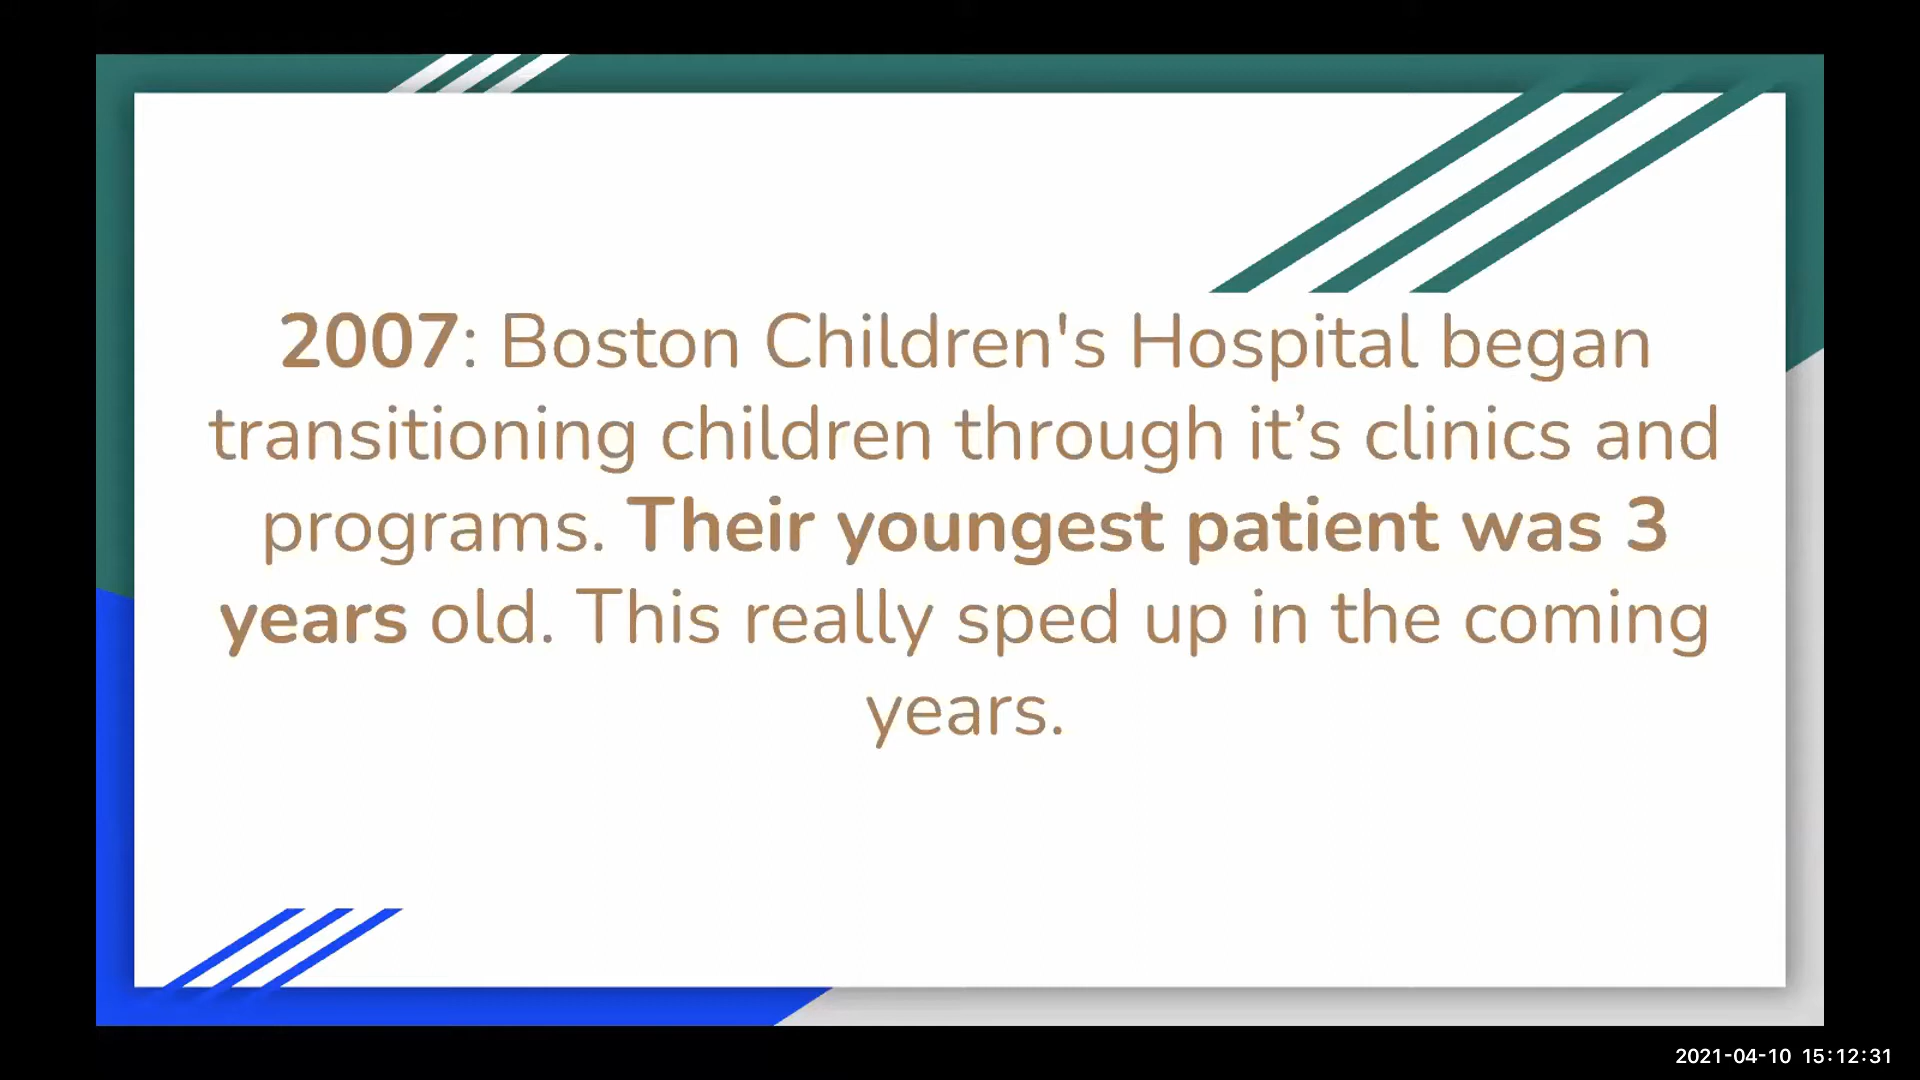 2007: Boston Children's Hospital began
transitioning children through it’s clinics and
programs. Their youngest patient was 3
years old. This really sped up in the coming
years.
2021-04-10 15:12:31